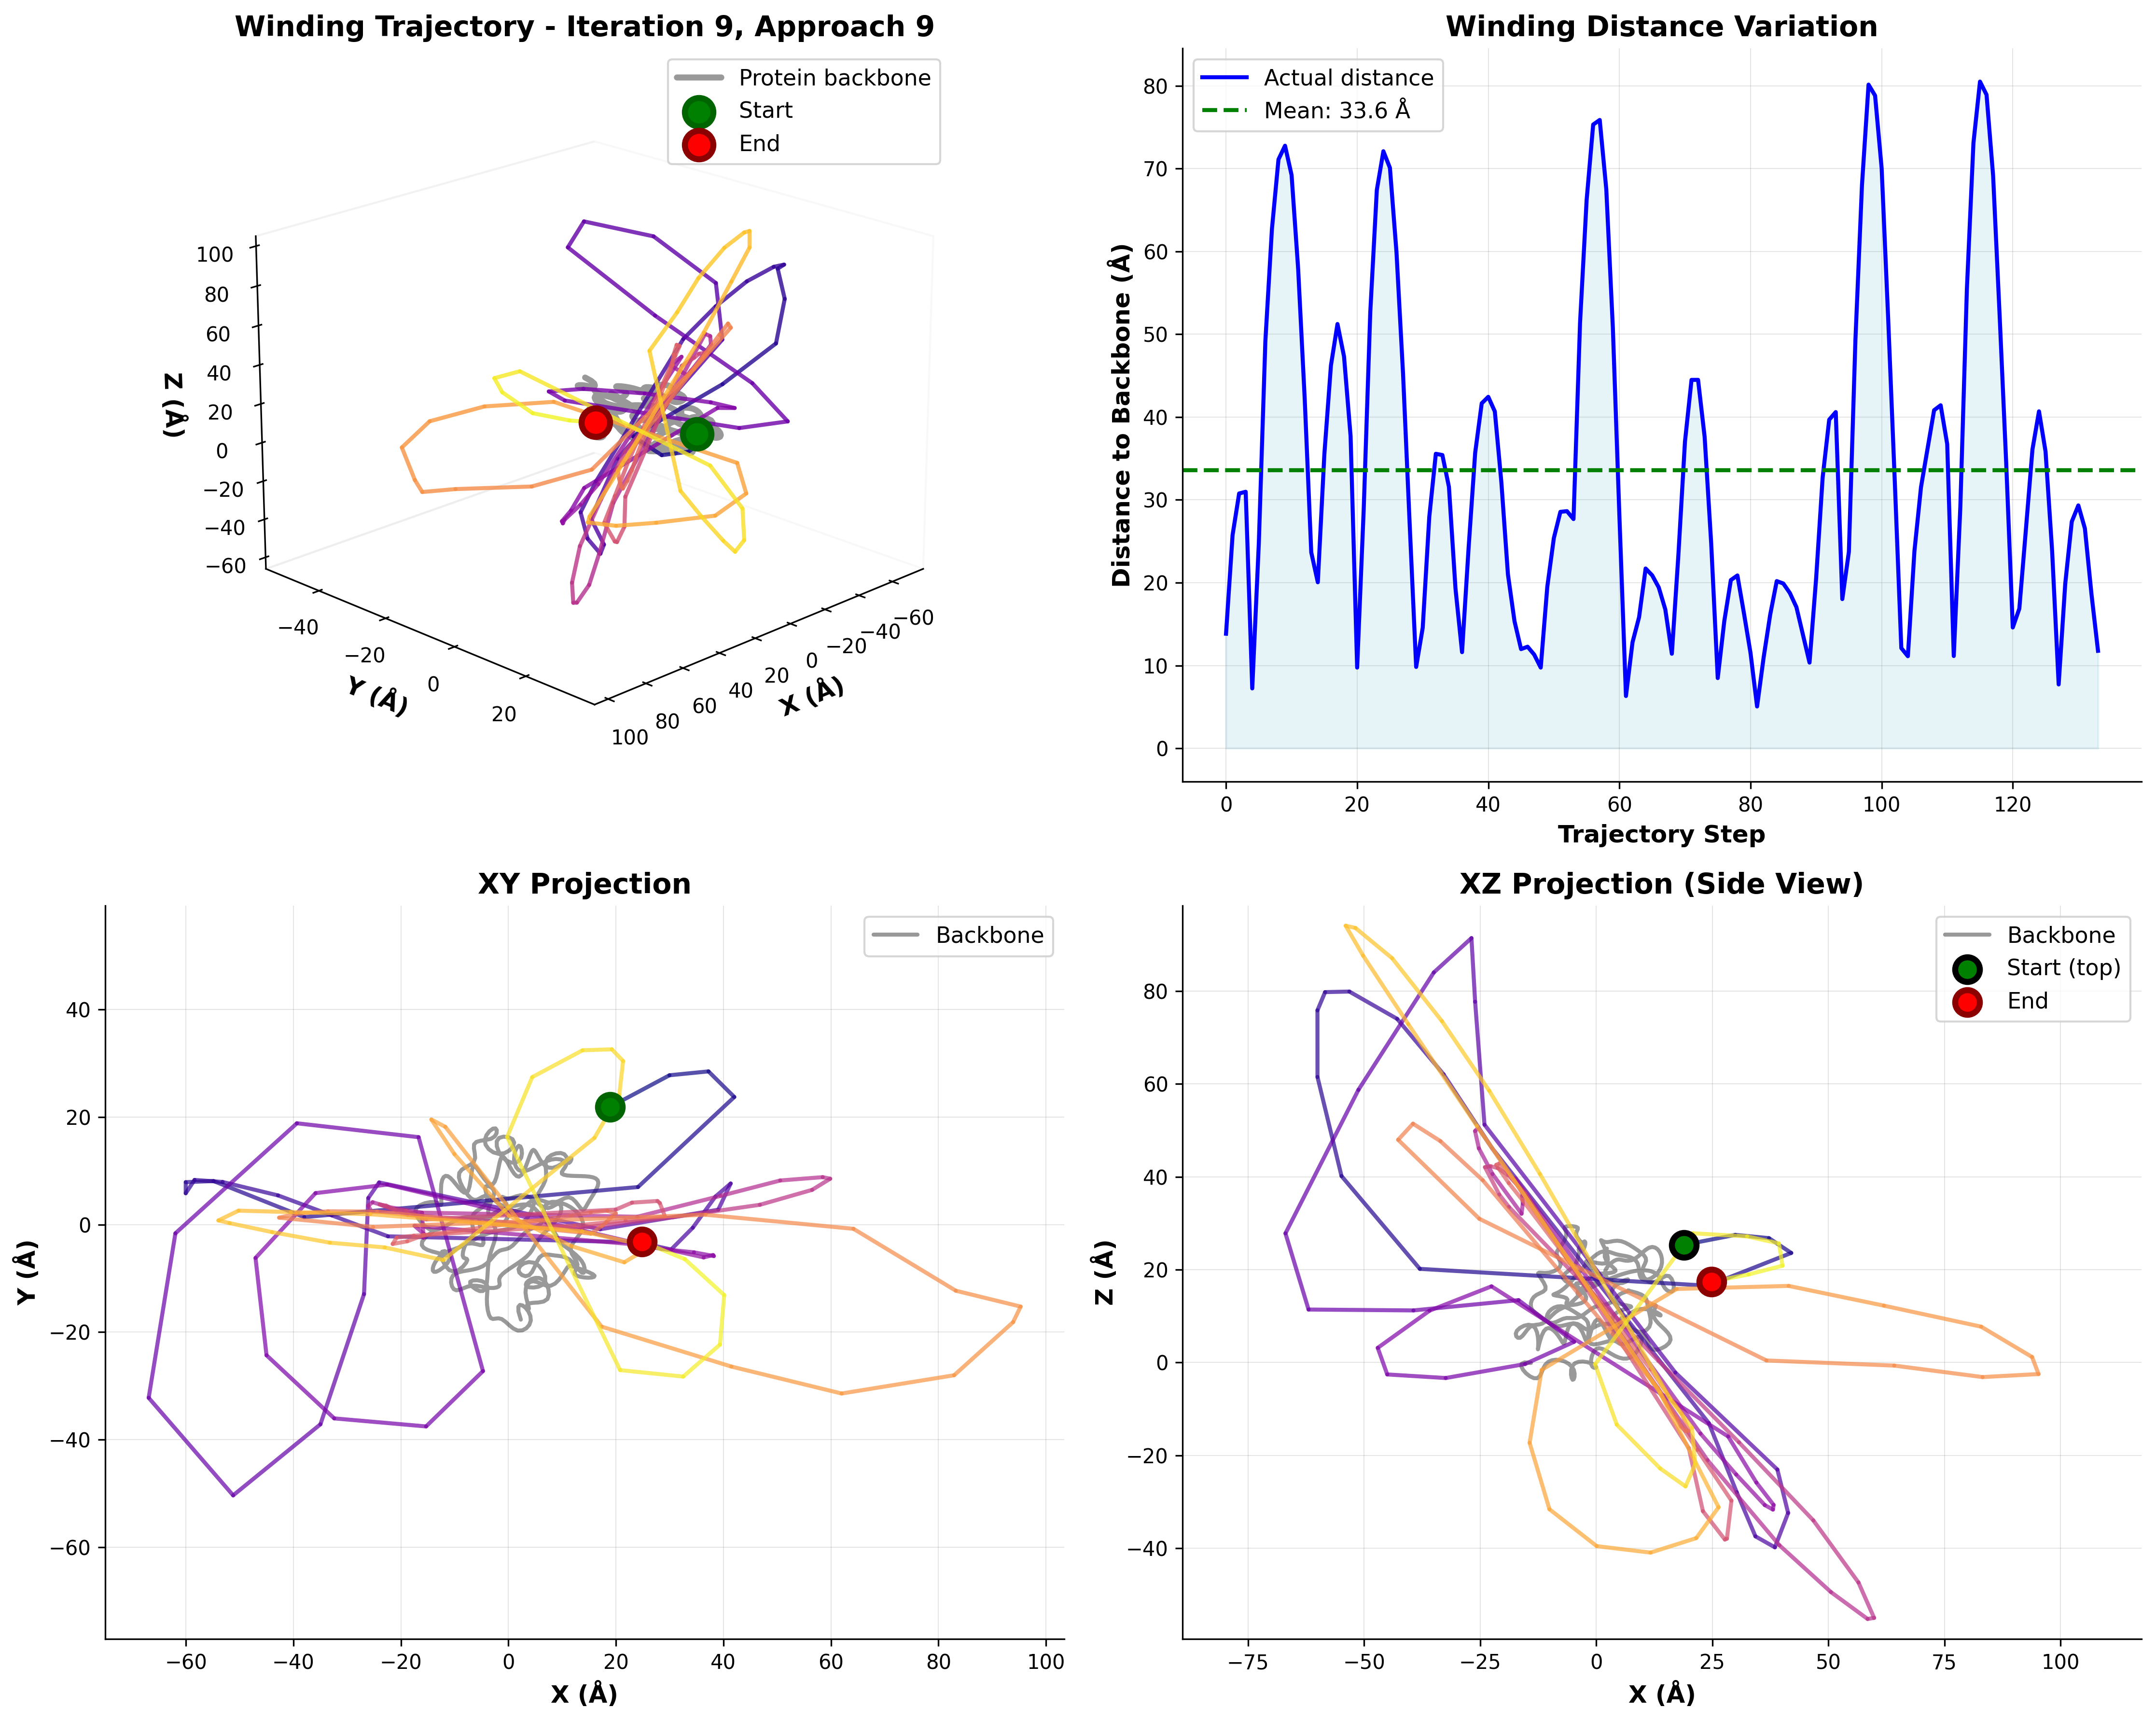 Winding Trajectory - Iteration 9, Approach 9
Protein backbone
Start
End
100
80
60
40
20
0
−20
−40
−60
Z (Å)
−40
−20
0
20
Y (Å)
100
80
60
40
20
0
−20
−40
−60
X (Å)
Winding Distance Variation
Actual distance
Mean: 33.6 Å
80
70
60
50
40
30
20
10
0
Distance to Backbone (Å)
0 20 40 60 80 100 120
Trajectory Step
XY Projection
Backbone
40
20
0
−20
−40
−60
Y (Å)
−60 −40 −20 0 20 40 60 80 100
X (Å)
XZ Projection (Side View)
Backbone
Start (top)
End
80
60
40
20
0
−20
−40
Z (Å)
−75 −50 −25 0 25 50 75 100
X (Å)